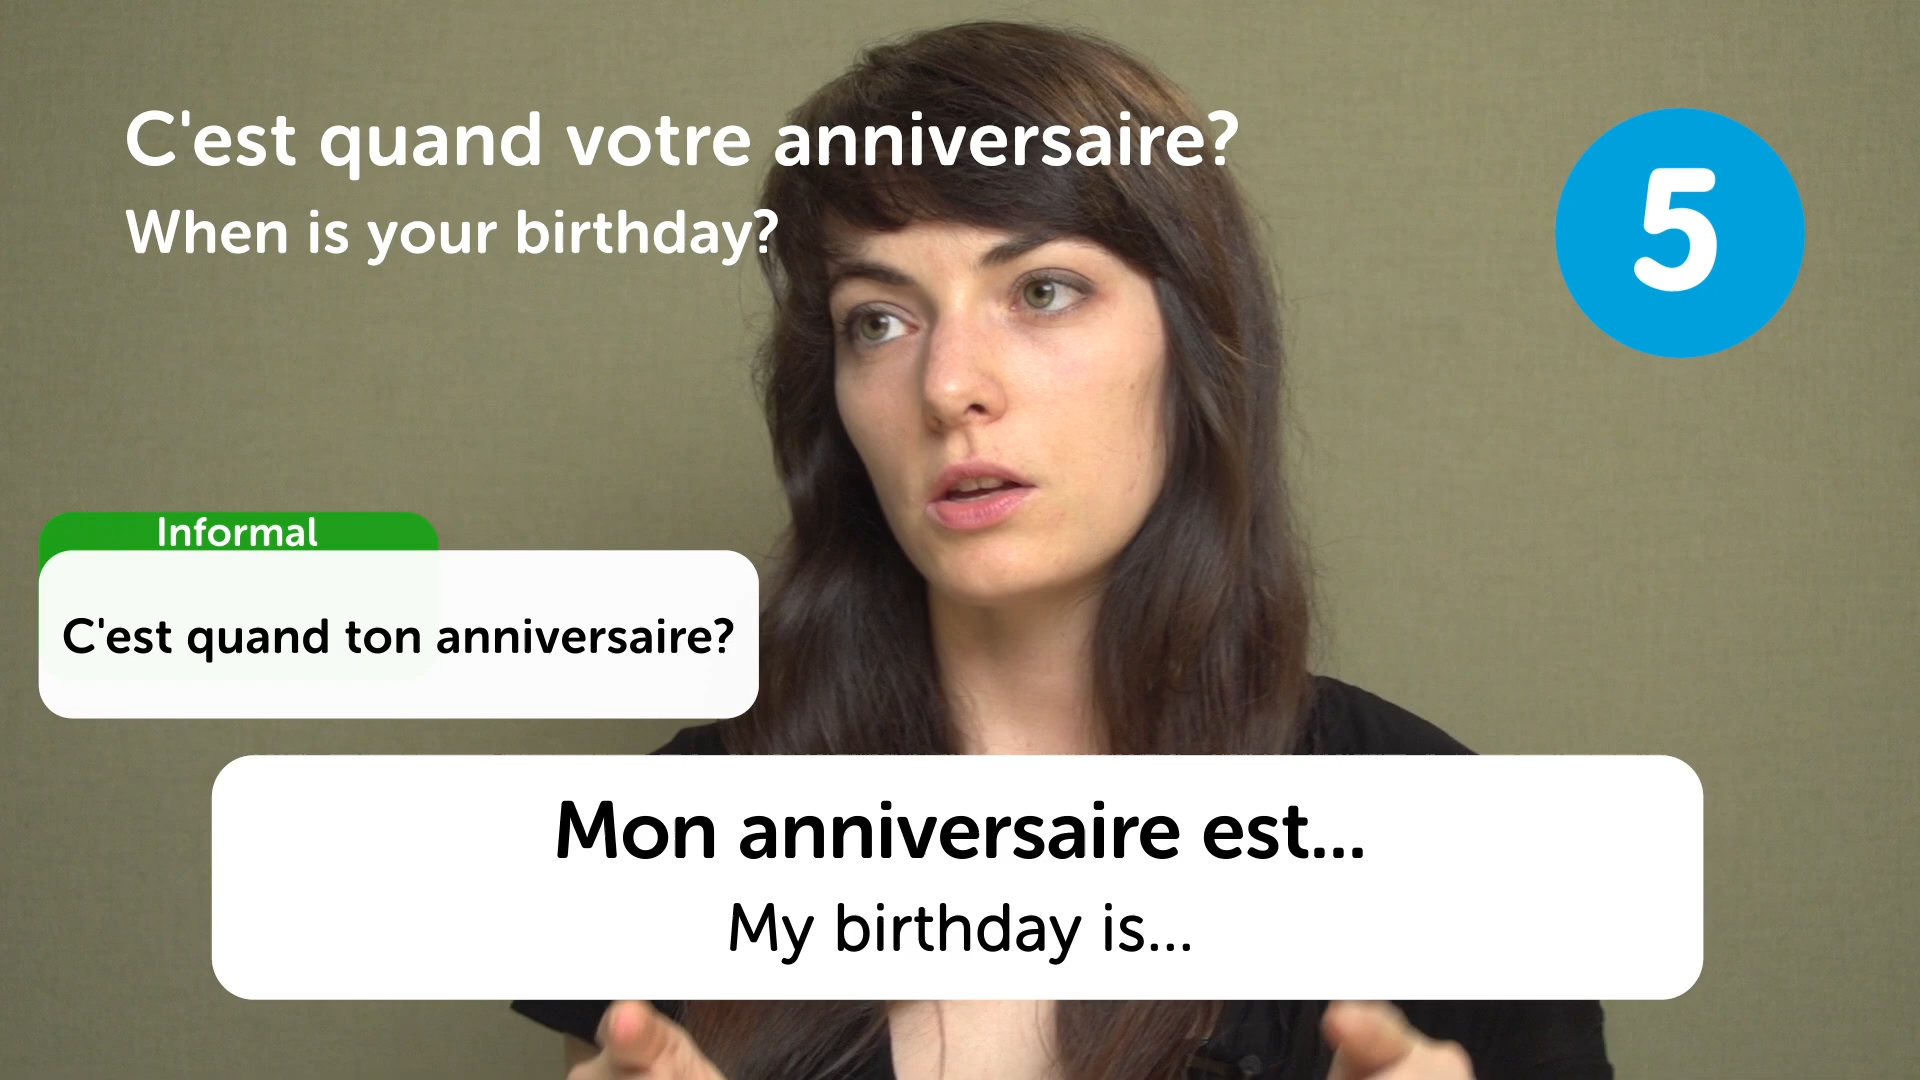 C'est quand votre anniversaire?
When is your birthday?
5
Informal
C'est quand ton anniversaire?
Mon anniversaire est...
My birthday is...